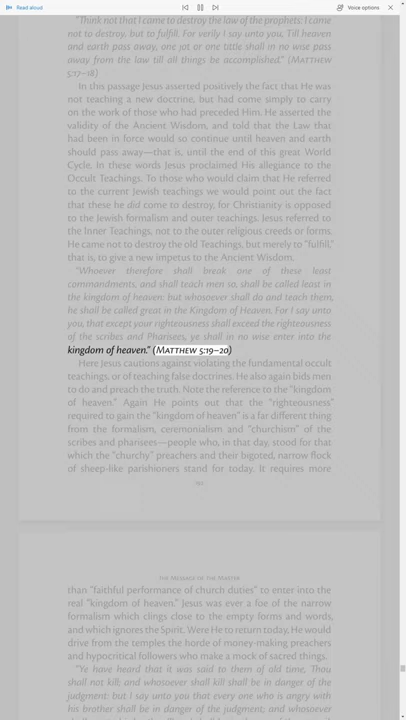 Read aloud
Voice options
"Think not that I came to destroy the law of the prophets: I came
not to destroy, but to fulfill. For verily I say unto you, Till heaven
and earth pass away, one jot or one tittle shall in no wise pass
away from the law till all things be accomplished." (Matthew
5:17–18)
In this passage Jesus asserted positively the fact that He was
not teaching a new doctrine, but had come simply to carry
on the work of those who had preceded Him. He asserted the
validity of the Ancient Wisdom, and told that the Law that
had been in force would so continue until heaven and earth
should pass away—that is, until the end of this great World
Cycle. In these words Jesus proclaimed His allegiance to the
Occult Teachings. To those who would claim that He referred
to the current Jewish teachings we would point out the fact
that these he did come to destroy, for Christianity is opposed
to the Jewish formalism and outer teachings. Jesus referred to
the Inner Teachings, not to the outer religious creeds or forms.
He came not to destroy the old Teachings, but merely to "fulfill,"
that is, to give a new impetus to the Ancient Wisdom.
"Whoever therefore shall break one of these least
commandments, and shall teach men so, shall be called least in
the kingdom of heaven: but whosoever shall do and teach them,
he shall be called great in the Kingdom of Heaven. For I say unto
you, that except your righteousness shall exceed the righteousness
of the scribes and Pharisees, ye shall in no wise enter into the
kingdom of heaven." (Matthew 5:19–20)
Here Jesus cautions against violating the fundamental occult
teachings, or of teaching false doctrines. He also again bids men
to do and preach the truth. Note the reference to the "kingdom
of heaven." Again He points out that the "righteousness"
required to gain the "kingdom of heaven" is a far different thing
from the formalism, ceremonialism and "churchism" of the
scribes and pharisees—people who, in that day, stood for that
which the "churchy" preachers and their bigoted, narrow flock
of sheep-like parishioners stand for today. It requires more
The Message of the Master
than "faithful performance of church duties" to enter into the
real "kingdom of heaven." Jesus was ever a foe of the narrow
formalism which clings close to the empty forms and words,
and which ignores the Spirit. Were He to return today, He would
drive from the temples the horde of money-making preachers
and hypocritical followers who make a mock of sacred things.
"Ye have heard that it was said to them of old time, Thou
shall not kill; and whosoever shall kill shall be in danger of the
judgment: but I say unto you that every one who is angry with
his brother shall be in danger of the judgment; and whosoever